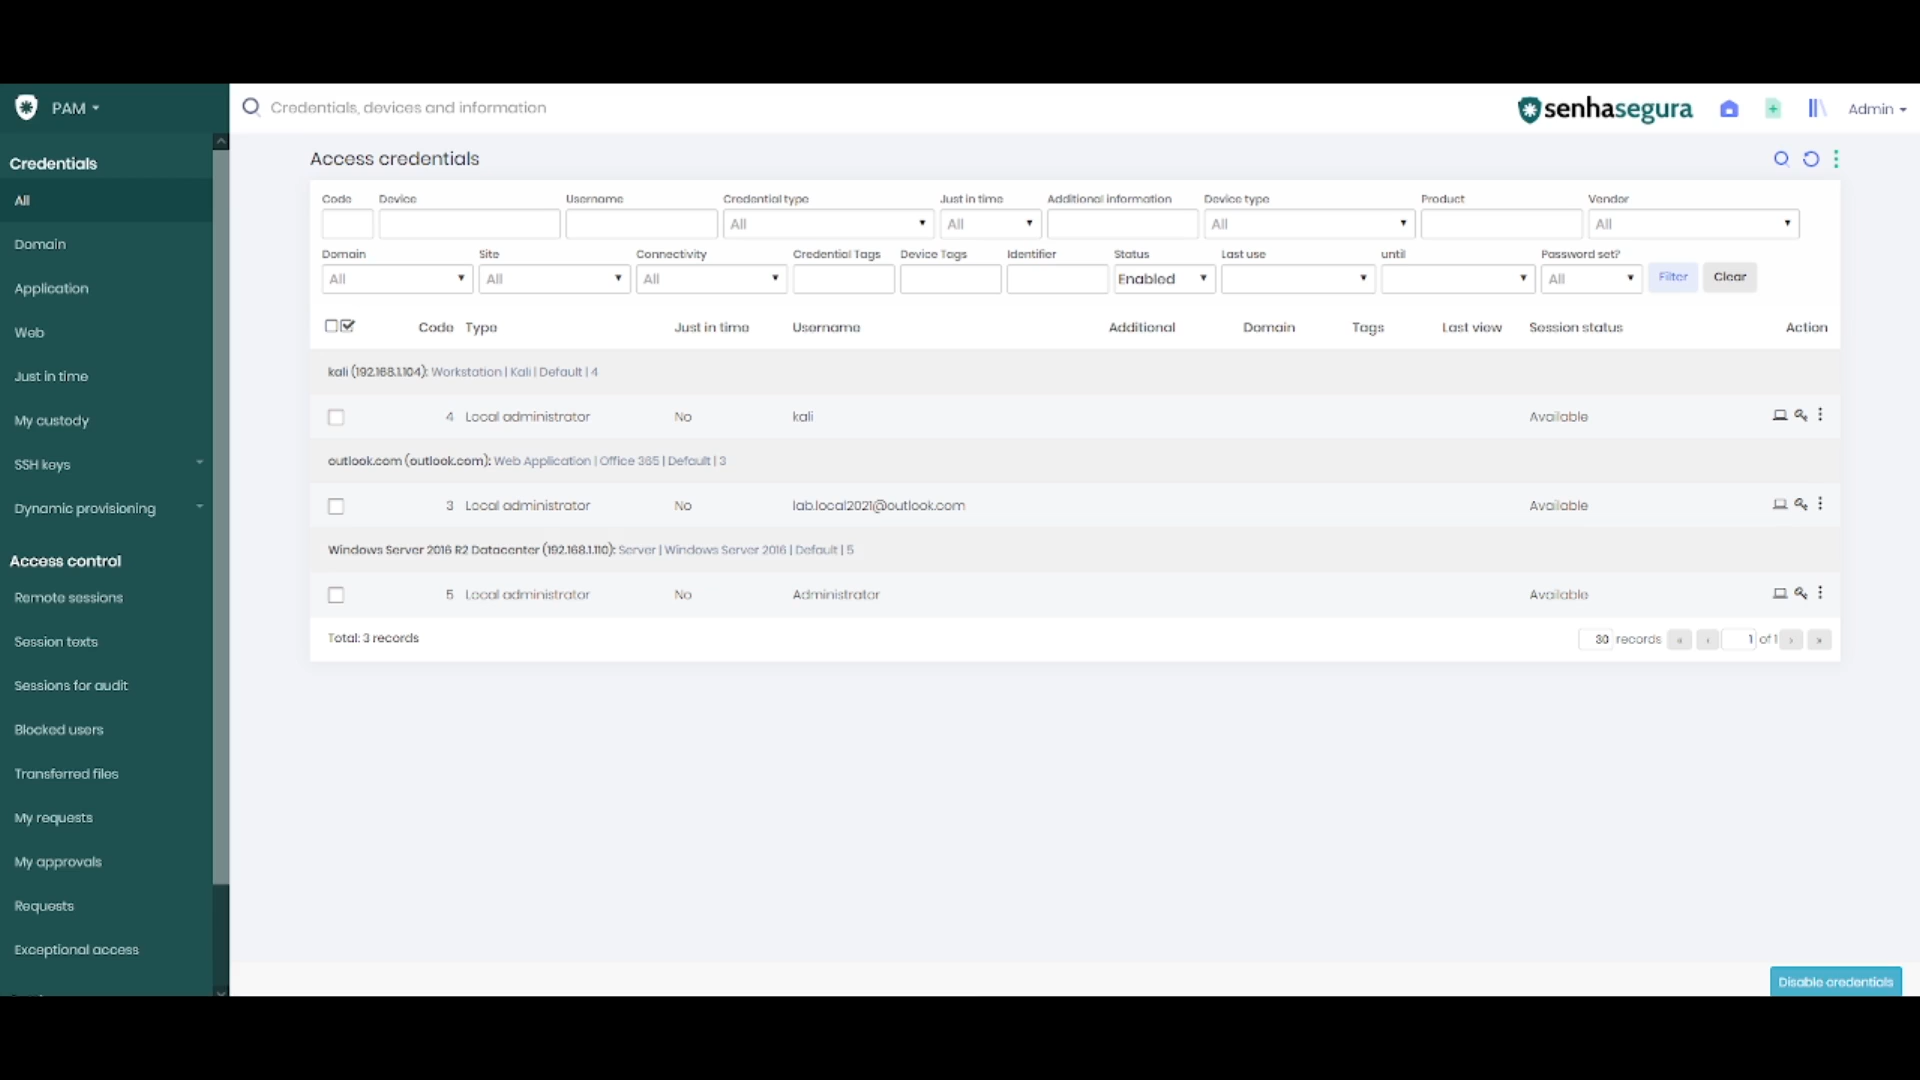 PAM
Credentials, devices and information
senhasegura
Admin
Credentials
All
Domain
Application
Web
Just in time
My custody
SSH keys
Dynamic provisioning
Access control
Remote sessions
Session texts
Sessions for audit
Blocked users
Transferred files
My requests
My approvals
Requests
Exceptional access
Access credentials
Code Device Username Credential type Just in time Additional information Device type Product Vendor
All All All All
Domain Site Connectivity Credential Tags Device Tags Identifier Status Last use until Password set?
All All All Enabled All Filter Clear
Code Type Just in time Username Additional Domain Tags Last view Session status Action
kali (192.168.1.104): Workstation | Kali | Default | 4
4 Local administrator No kali Available
outlook.com (outlook.com): Web Application | Office 365 | Default | 3
3 Local administrator No lab.local2021@outlook.com Available
Windows Server 2016 R2 Datacenter (192.168.1.110): Server | Windows Server 2016 | Default | 5
5 Local administrator No Administrator Available
Total: 3 records
30 records « ‹ 1 of 1 › »
Disable credentials